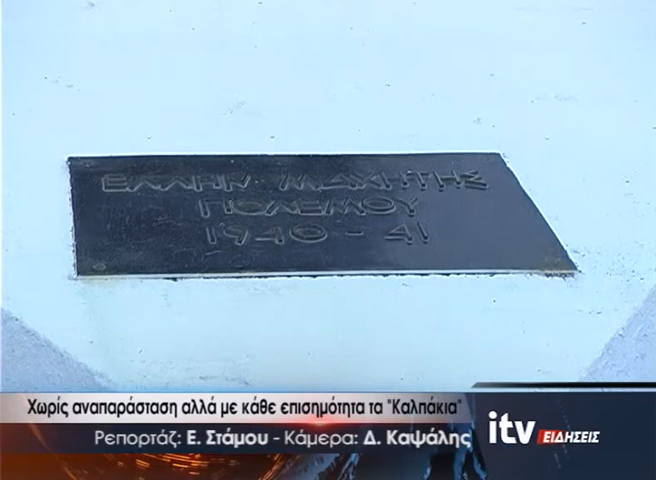 ΕΛΛΗΝ ΜΑΧΗΤΗΣ
ΠΟΛΕΜΟΥ
1940 - 41
Χωρίς αναπαράσταση αλλά με κάθε επισημότητα τα "Καλπάκια"
Ρεπορτάζ: Ε. Στάμου - Κάμερα: Δ. Καψάλης
itv ΕΙΔΗΣΕΙΣ